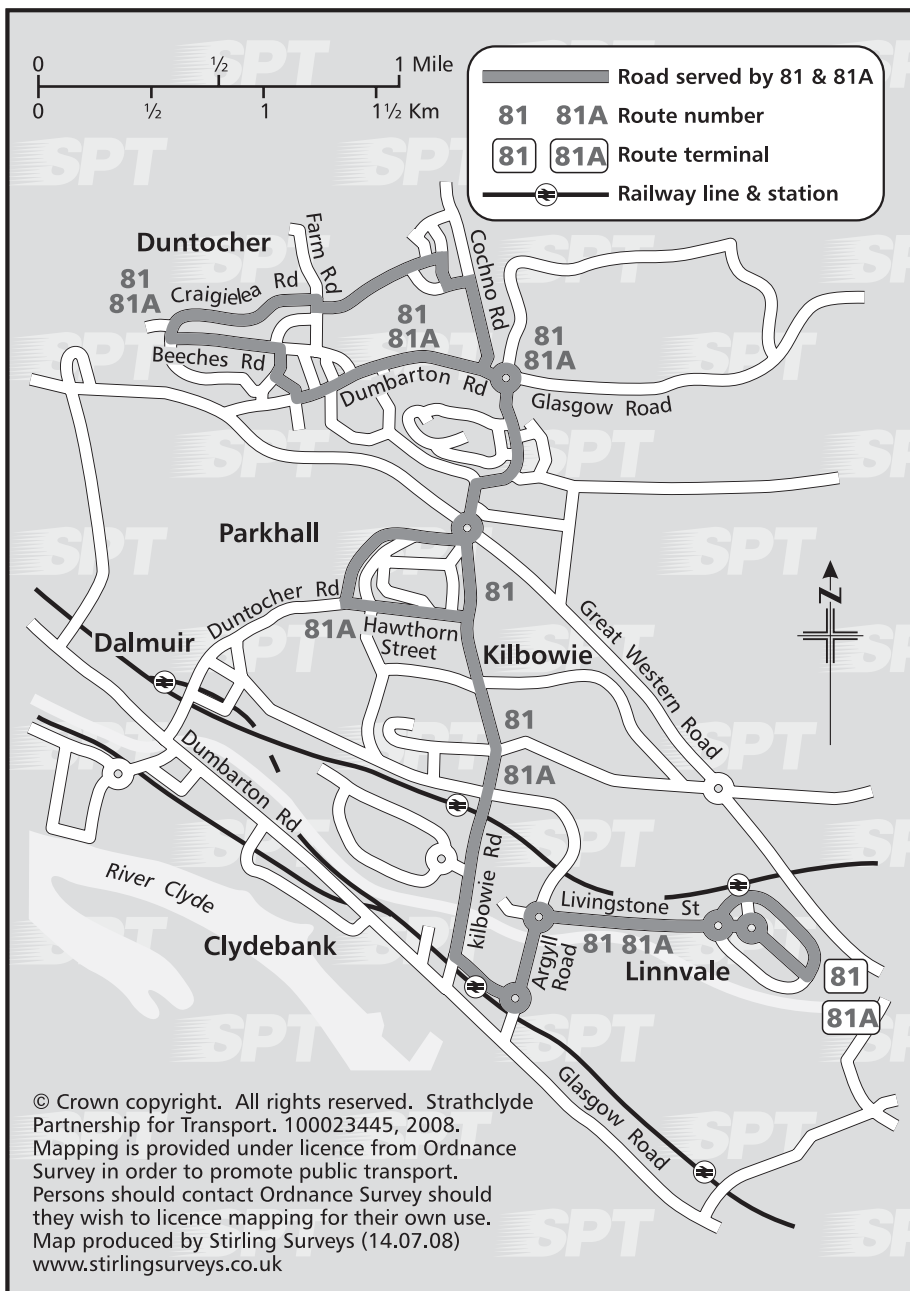 0 ½ 1 Mile
0 ½ 1 1½ Km
Road served by 81 & 81A
81 81A Route number
81 81A Route terminal
Railway line & station
SPT
Duntocher
Farm Rd
Cochno Rd
81
81A
Craigielea Rd
81
81A
81
81A
Beeches Rd
Dumbarton Rd
Glasgow Road
Parkhall
N
Duntocher Rd
81
81A
Hawthorn
Street
Great Western Road
Dalmuir
Kilbowie
81
81A
Dumbarton Rd
River Clyde
kilbowie Rd
Livingstone St
Clydebank
Argyll
Road
81 81A
Linnvale
81
81A
Glasgow Road
© Crown copyright. All rights reserved. Strathclyde
Partnership for Transport. 100023445, 2008.
Mapping is provided under licence from Ordnance
Survey in order to promote public transport.
Persons should contact Ordnance Survey should
they wish to licence mapping for their own use.
Map produced by Stirling Surveys (14.07.08)
www.stirlingsurveys.co.uk